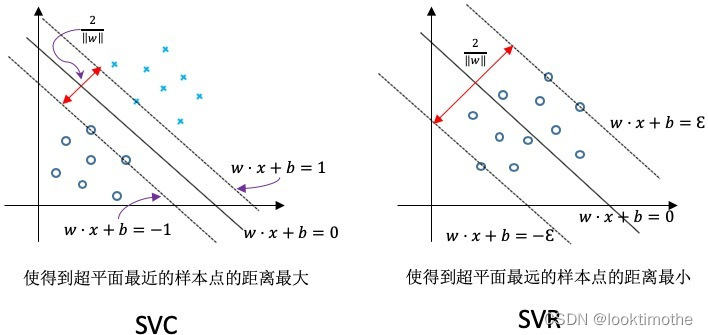 2/‖w‖
w · x + b = 1
w · x + b = −1
w · x + b = 0
使得到超平面最近的样本点的距离最大
SVC
2/‖w‖
w · x + b = Ɛ
w · x + b = 0
w · x + b = −Ɛ
使得到超平面最远的样本点的距离最小
SVR
CSDN @looktimothe